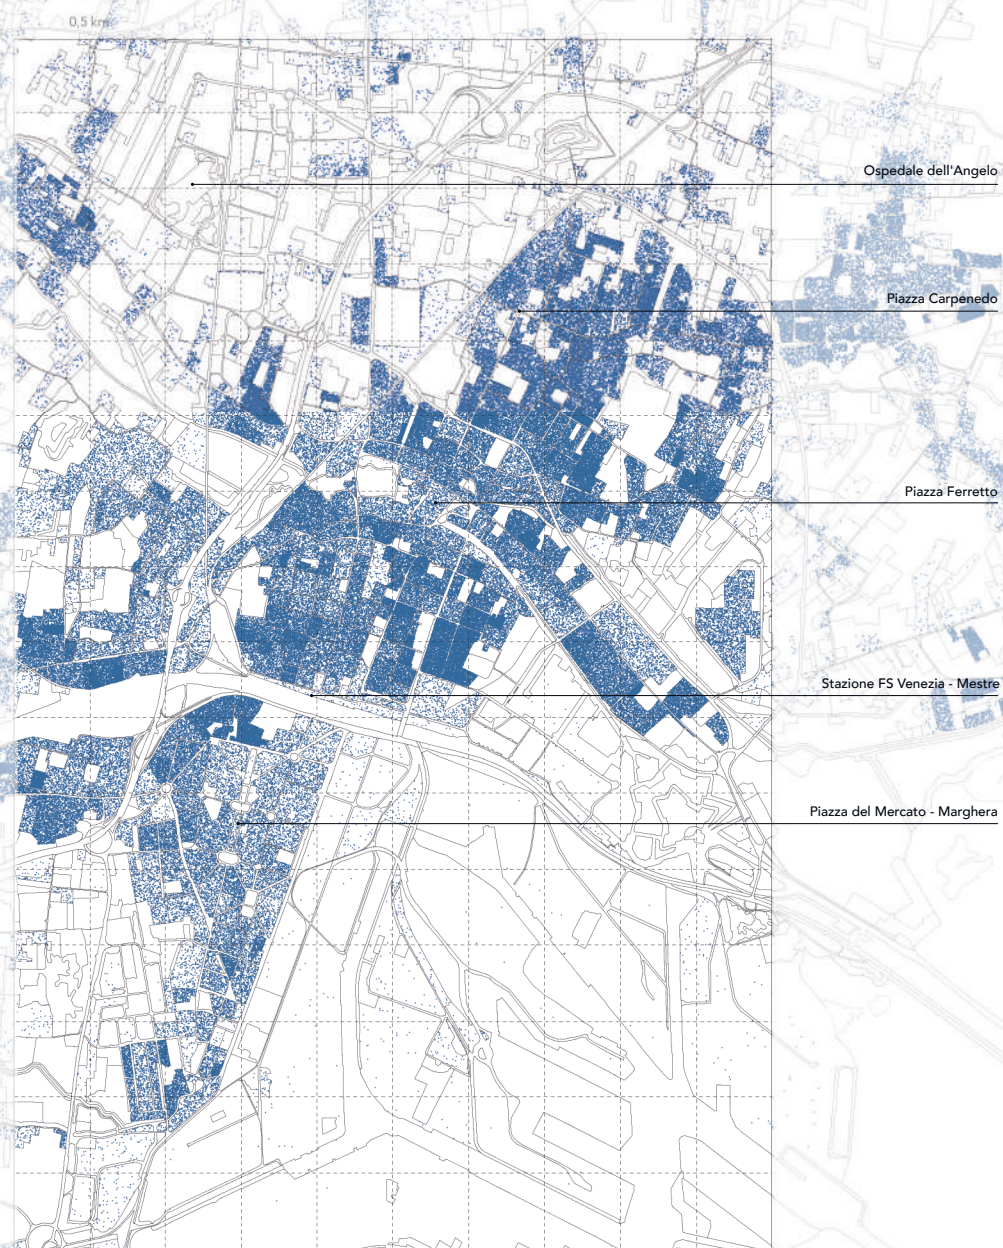 0,5 km
Ospedale dell'Angelo
Piazza Carpenedo
Piazza Ferretto
Stazione FS Venezia - Mestre
Piazza del Mercato - Marghera